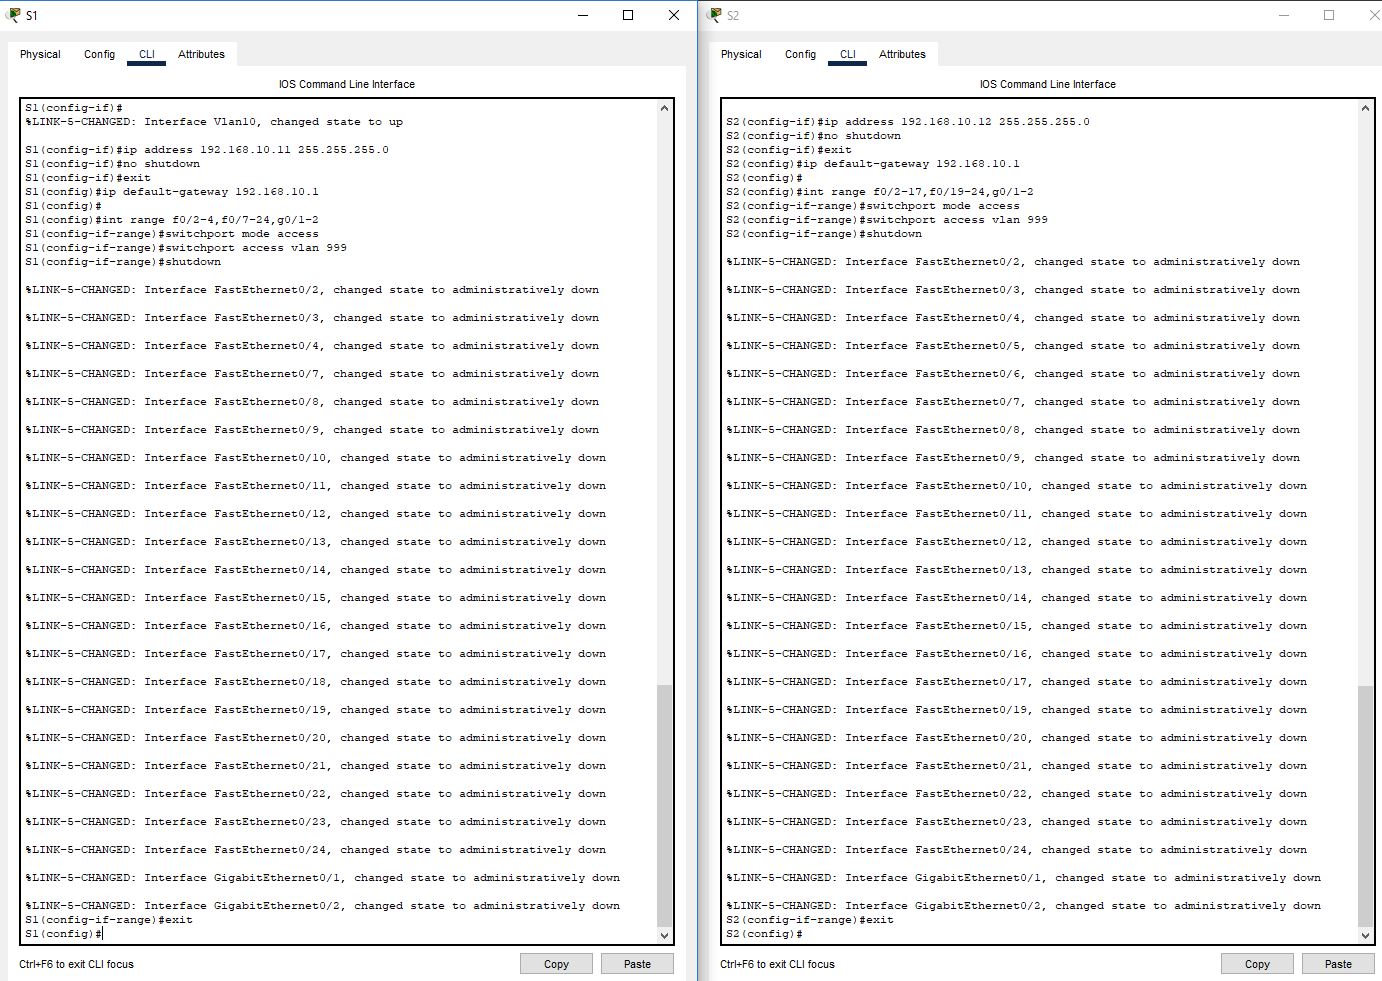 S1
Physical Config CLI Attributes
IOS Command Line Interface
S1(config-if)#
%LINK-5-CHANGED: Interface Vlan10, changed state to up
S1(config-if)#ip address 192.168.10.11 255.255.255.0
S1(config-if)#no shutdown
S1(config-if)#exit
S1(config)#ip default-gateway 192.168.10.1
S1(config)#
S1(config)#int range f0/2-4,f0/7-24,g0/1-2
S1(config-if-range)#switchport mode access
S1(config-if-range)#switchport access vlan 999
S1(config-if-range)#shutdown
%LINK-5-CHANGED: Interface FastEthernet0/2, changed state to administratively down
%LINK-5-CHANGED: Interface FastEthernet0/3, changed state to administratively down
%LINK-5-CHANGED: Interface FastEthernet0/4, changed state to administratively down
%LINK-5-CHANGED: Interface FastEthernet0/7, changed state to administratively down
%LINK-5-CHANGED: Interface FastEthernet0/8, changed state to administratively down
%LINK-5-CHANGED: Interface FastEthernet0/9, changed state to administratively down
%LINK-5-CHANGED: Interface FastEthernet0/10, changed state to administratively down
%LINK-5-CHANGED: Interface FastEthernet0/11, changed state to administratively down
%LINK-5-CHANGED: Interface FastEthernet0/12, changed state to administratively down
%LINK-5-CHANGED: Interface FastEthernet0/13, changed state to administratively down
%LINK-5-CHANGED: Interface FastEthernet0/14, changed state to administratively down
%LINK-5-CHANGED: Interface FastEthernet0/15, changed state to administratively down
%LINK-5-CHANGED: Interface FastEthernet0/16, changed state to administratively down
%LINK-5-CHANGED: Interface FastEthernet0/17, changed state to administratively down
%LINK-5-CHANGED: Interface FastEthernet0/18, changed state to administratively down
%LINK-5-CHANGED: Interface FastEthernet0/19, changed state to administratively down
%LINK-5-CHANGED: Interface FastEthernet0/20, changed state to administratively down
%LINK-5-CHANGED: Interface FastEthernet0/21, changed state to administratively down
%LINK-5-CHANGED: Interface FastEthernet0/22, changed state to administratively down
%LINK-5-CHANGED: Interface FastEthernet0/23, changed state to administratively down
%LINK-5-CHANGED: Interface FastEthernet0/24, changed state to administratively down
%LINK-5-CHANGED: Interface GigabitEthernet0/1, changed state to administratively down
%LINK-5-CHANGED: Interface GigabitEthernet0/2, changed state to administratively down
S1(config-if-range)#exit
S1(config)#
Ctrl+F6 to exit CLI focus
Copy Paste
S2
Physical Config CLI Attributes
IOS Command Line Interface
S2(config-if)#ip address 192.168.10.12 255.255.255.0
S2(config-if)#no shutdown
S2(config-if)#exit
S2(config)#ip default-gateway 192.168.10.1
S2(config)#
S2(config)#int range f0/2-17,f0/19-24,g0/1-2
S2(config-if-range)#switchport mode access
S2(config-if-range)#switchport access vlan 999
S2(config-if-range)#shutdown
%LINK-5-CHANGED: Interface FastEthernet0/2, changed state to administratively down
%LINK-5-CHANGED: Interface FastEthernet0/3, changed state to administratively down
%LINK-5-CHANGED: Interface FastEthernet0/4, changed state to administratively down
%LINK-5-CHANGED: Interface FastEthernet0/5, changed state to administratively down
%LINK-5-CHANGED: Interface FastEthernet0/6, changed state to administratively down
%LINK-5-CHANGED: Interface FastEthernet0/7, changed state to administratively down
%LINK-5-CHANGED: Interface FastEthernet0/8, changed state to administratively down
%LINK-5-CHANGED: Interface FastEthernet0/9, changed state to administratively down
%LINK-5-CHANGED: Interface FastEthernet0/10, changed state to administratively down
%LINK-5-CHANGED: Interface FastEthernet0/11, changed state to administratively down
%LINK-5-CHANGED: Interface FastEthernet0/12, changed state to administratively down
%LINK-5-CHANGED: Interface FastEthernet0/13, changed state to administratively down
%LINK-5-CHANGED: Interface FastEthernet0/14, changed state to administratively down
%LINK-5-CHANGED: Interface FastEthernet0/15, changed state to administratively down
%LINK-5-CHANGED: Interface FastEthernet0/16, changed state to administratively down
%LINK-5-CHANGED: Interface FastEthernet0/17, changed state to administratively down
%LINK-5-CHANGED: Interface FastEthernet0/19, changed state to administratively down
%LINK-5-CHANGED: Interface FastEthernet0/20, changed state to administratively down
%LINK-5-CHANGED: Interface FastEthernet0/21, changed state to administratively down
%LINK-5-CHANGED: Interface FastEthernet0/22, changed state to administratively down
%LINK-5-CHANGED: Interface FastEthernet0/23, changed state to administratively down
%LINK-5-CHANGED: Interface FastEthernet0/24, changed state to administratively down
%LINK-5-CHANGED: Interface GigabitEthernet0/1, changed state to administratively down
%LINK-5-CHANGED: Interface GigabitEthernet0/2, changed state to administratively down
S2(config-if-range)#exit
S2(config)#
Ctrl+F6 to exit CLI focus
Copy Paste